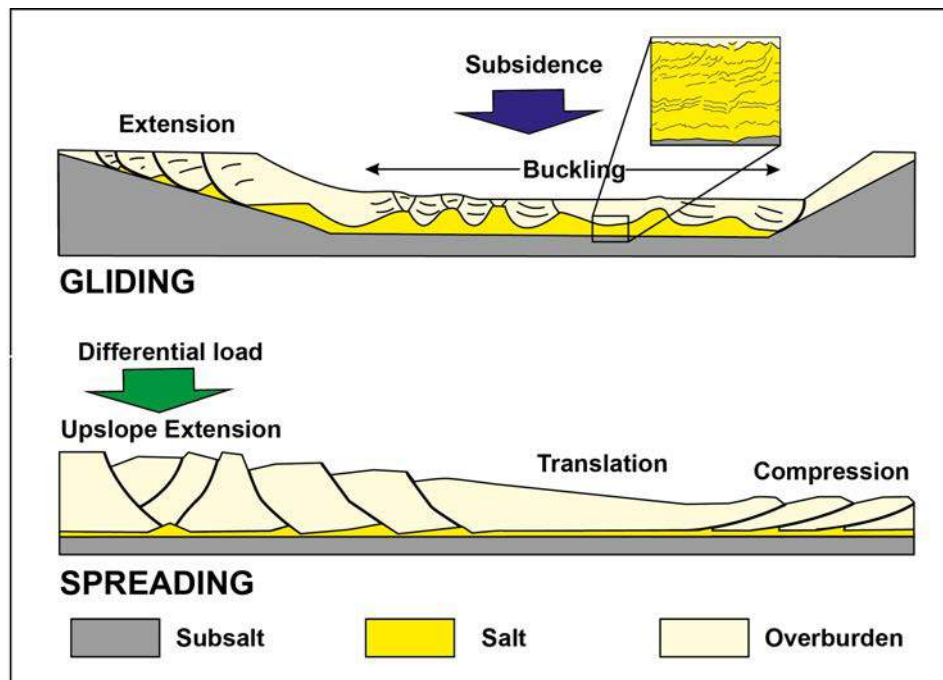 Subsidence
Extension
Buckling
GLIDING
Differential load
Upslope Extension
Translation
Compression
SPREADING
Subsalt
Salt
Overburden